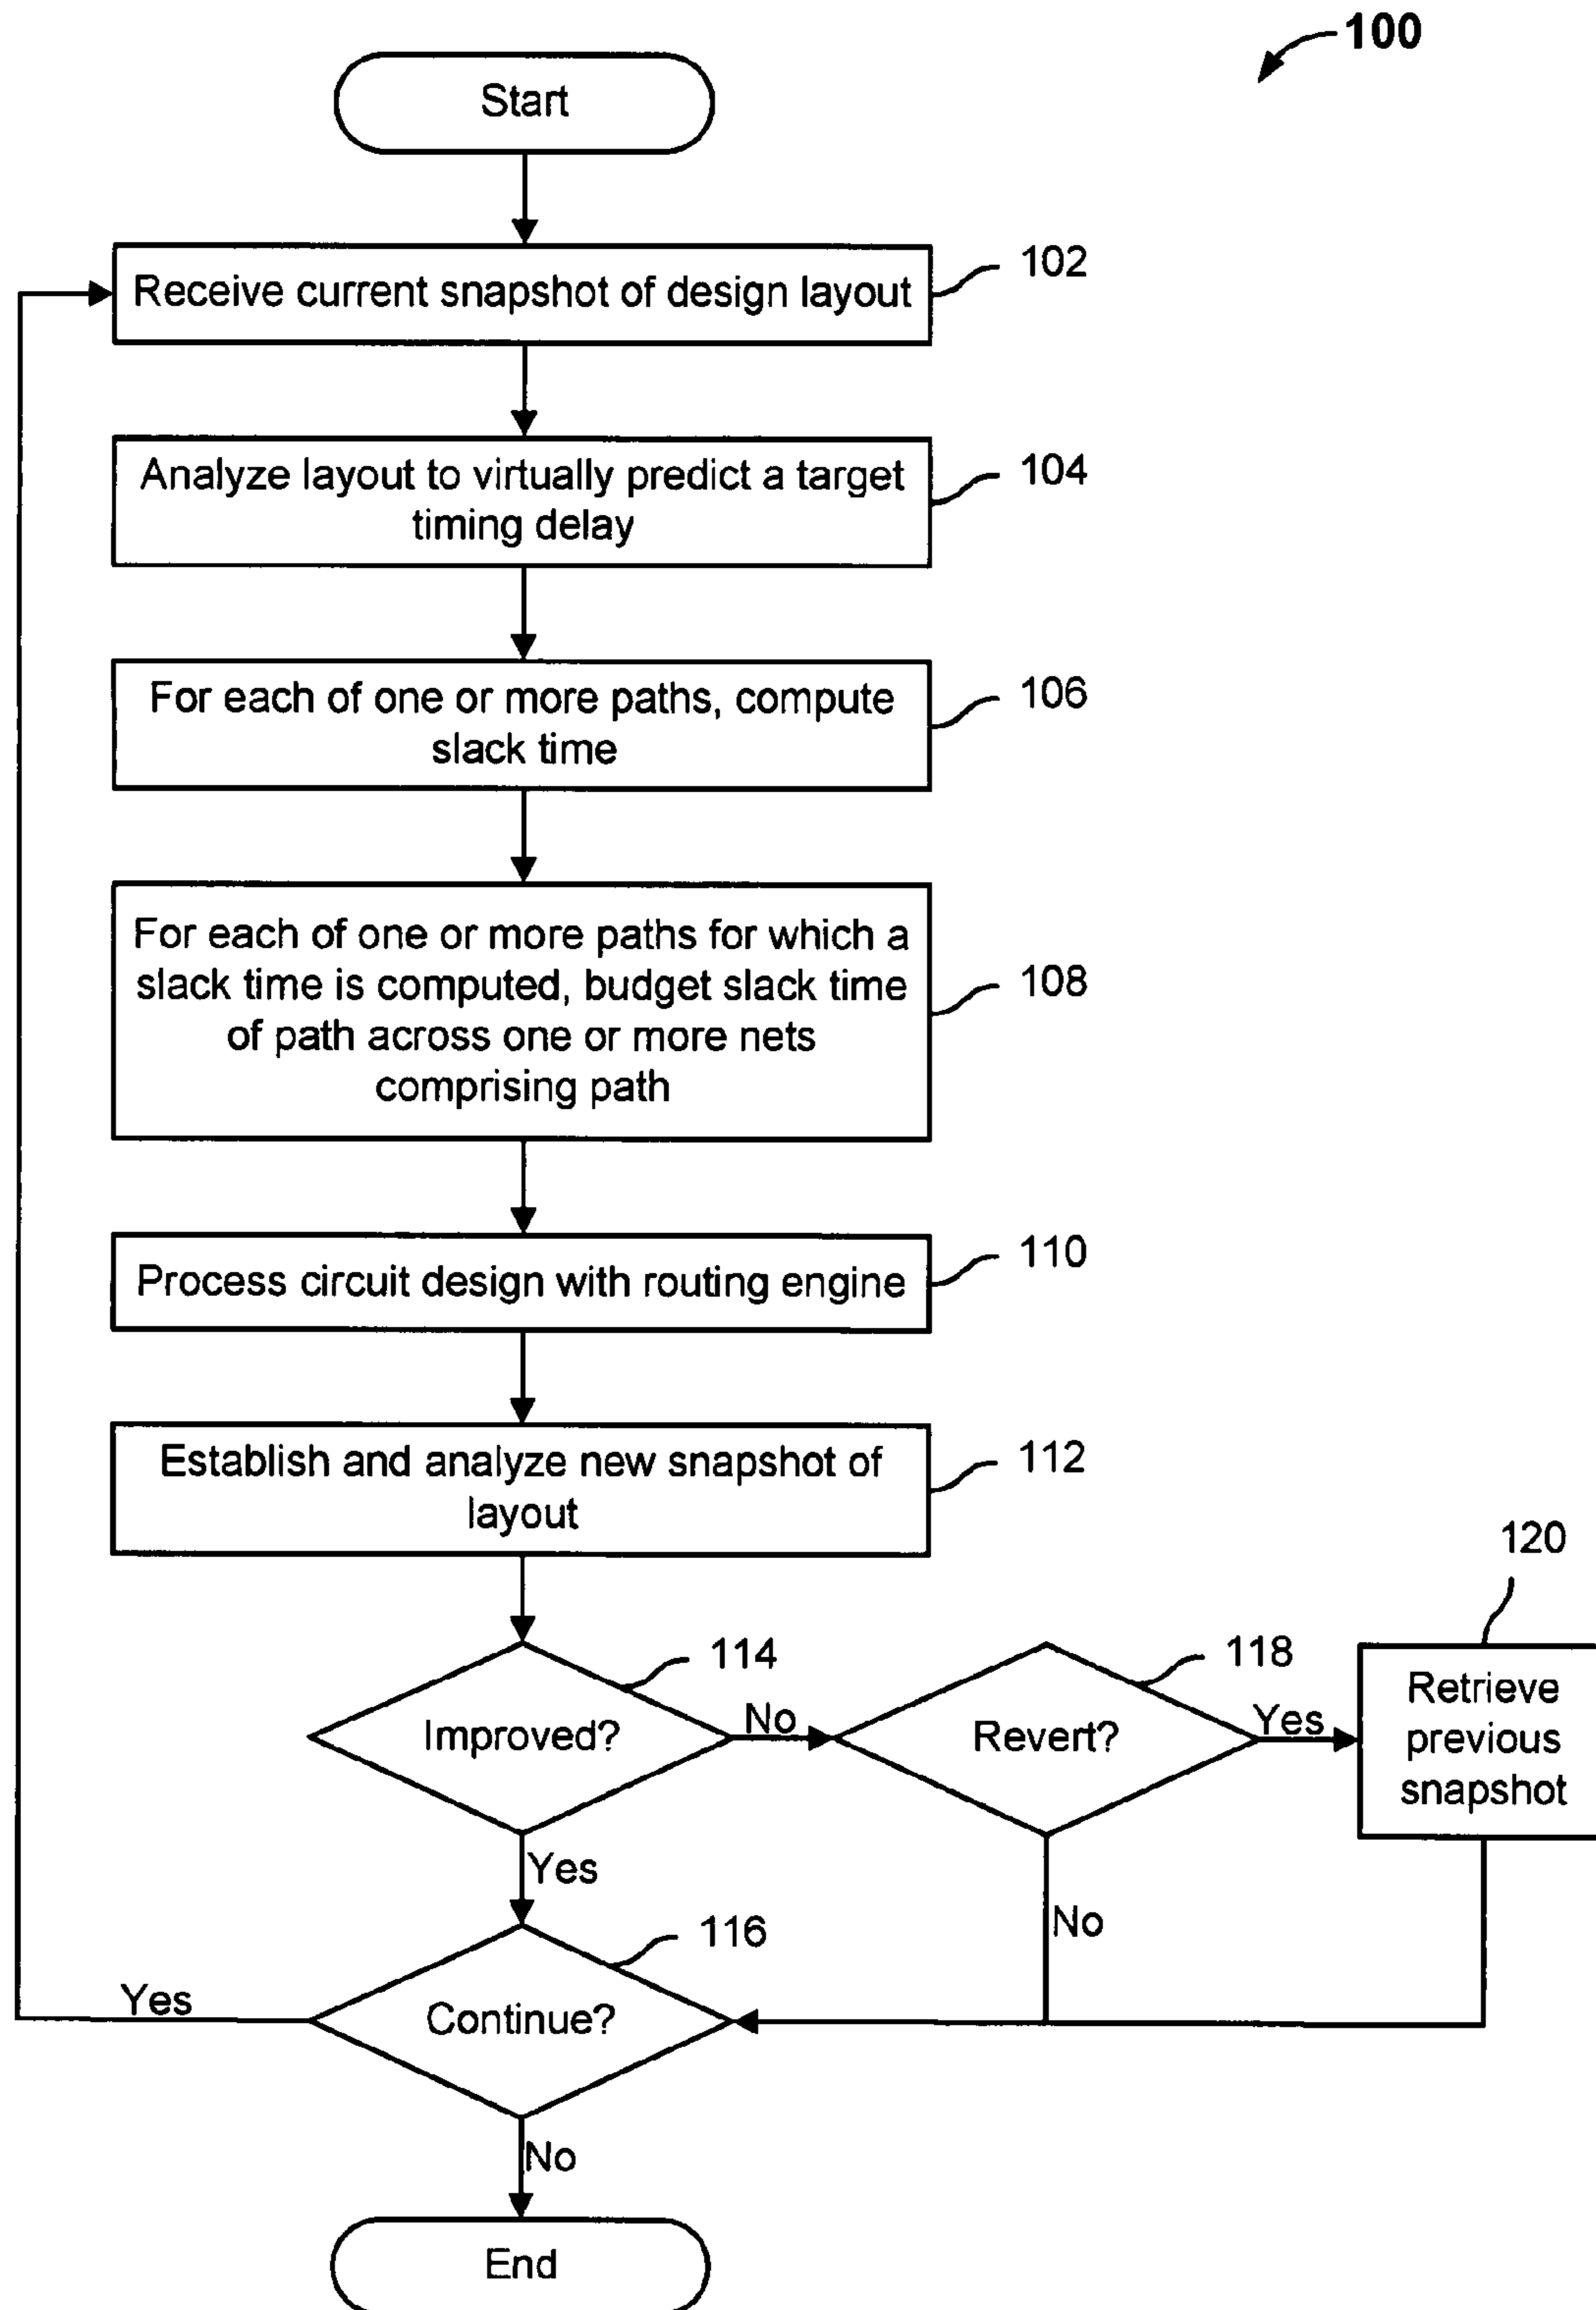 100
Start
Receive current snapshot of design layout
102
Analyze layout to virtually predict a target
timing delay
104
For each of one or more paths, compute
slack time
106
For each of one or more paths for which a
slack time is computed, budget slack time
of path across one or more nets
comprising path
108
Process circuit design with routing engine
110
Establish and analyze new snapshot of
layout
112
Improved?
114
No
Revert?
118
Yes
Retrieve
previous
snapshot
120
Yes
No
Continue?
116
Yes
No
End